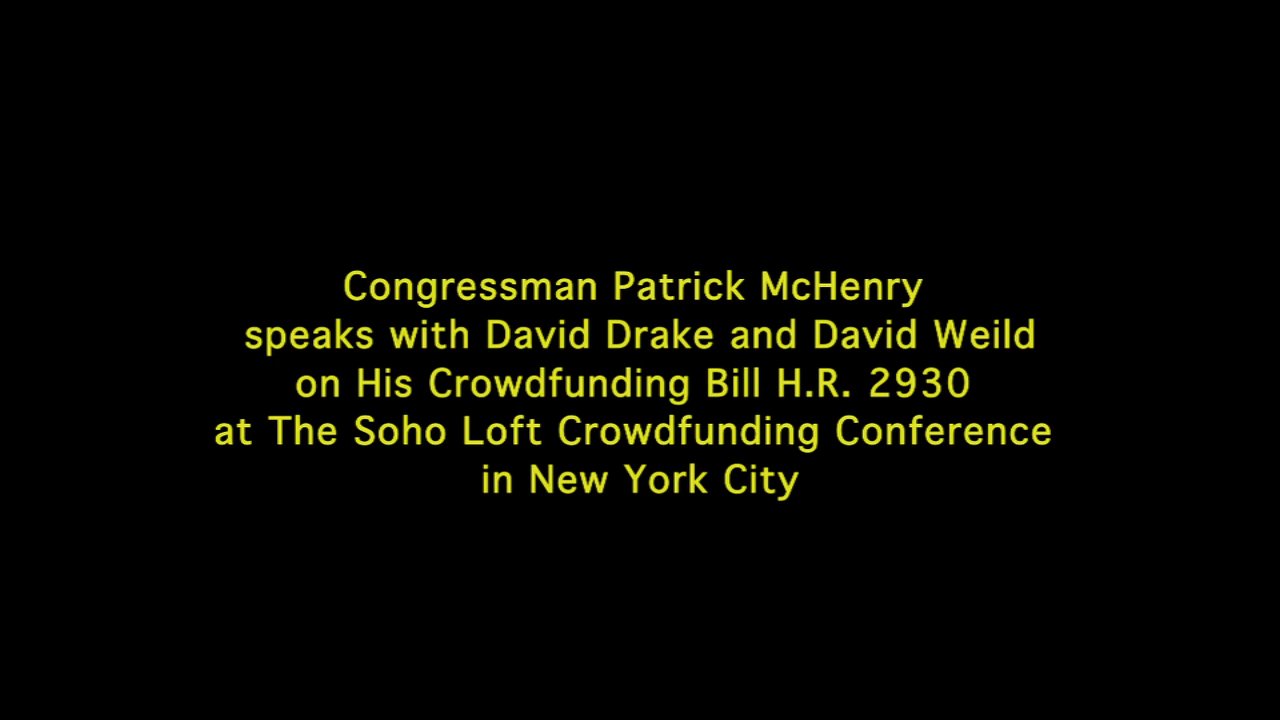 Congressman Patrick McHenry
speaks with David Drake and David Weild
on His Crowdfunding Bill H.R. 2930
at The Soho Loft Crowdfunding Conference
in New York City